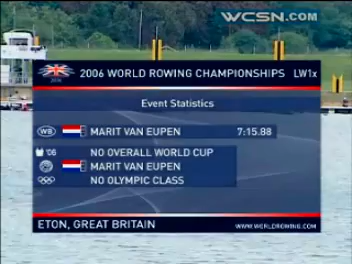 WCSN.COM
2006 WORLD ROWING CHAMPIONSHIPS LW1x
2006
Event Statistics
WB MARIT VAN EUPEN 7:15.88
'06 NO OVERALL WORLD CUP
MARIT VAN EUPEN
NO OLYMPIC CLASS
ETON, GREAT BRITAIN WWW.WORLDROWING.COM